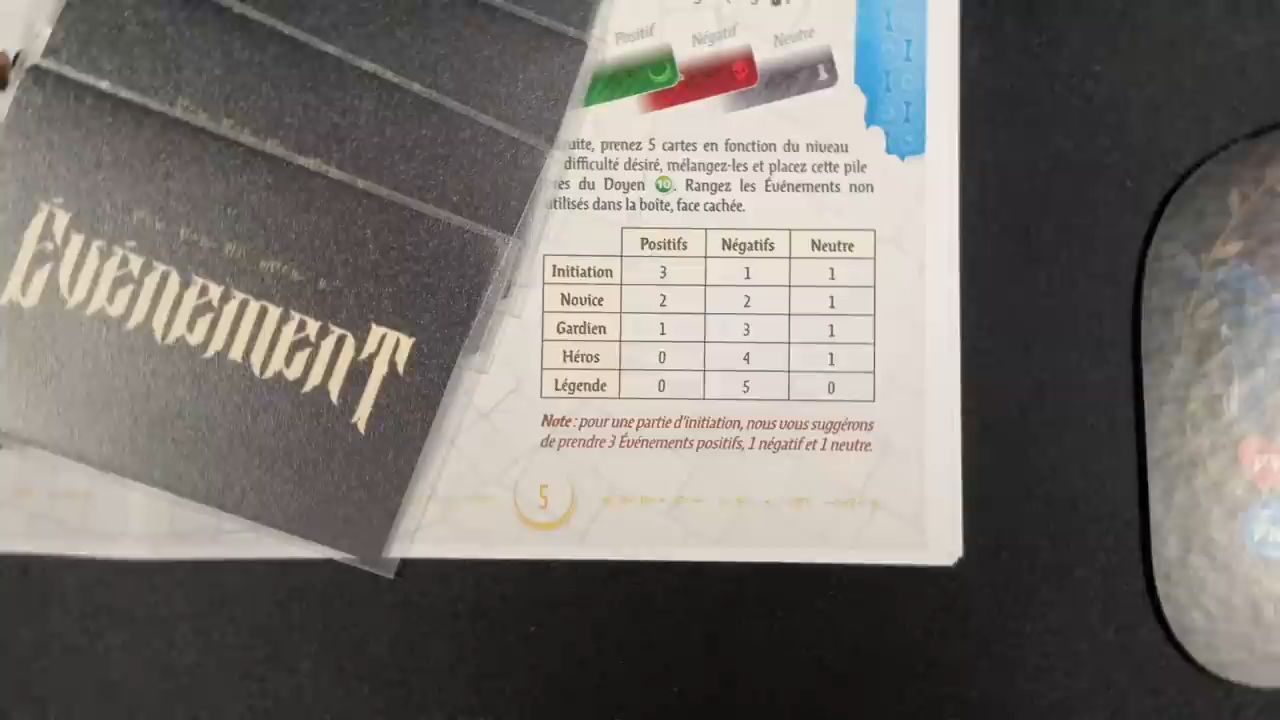 Positif Négatif Neutre
uite, prenez 5 cartes en fonction du niveau
difficulté désiré, mélangez-les et placez cette pile
du Doyen 10. Rangez les Événements non
utilisés dans la boîte, face cachée.
Positifs Négatifs Neutre
Initiation 3 1 1
Novice 2 2 1
Gardien 1 3 1
Héros 0 4 1
Légende 0 5 0
Note : pour une partie d'initiation, nous vous suggérons
de prendre 3 Événements positifs, 1 négatif et 1 neutre.
5
ÉVÉNEMENT